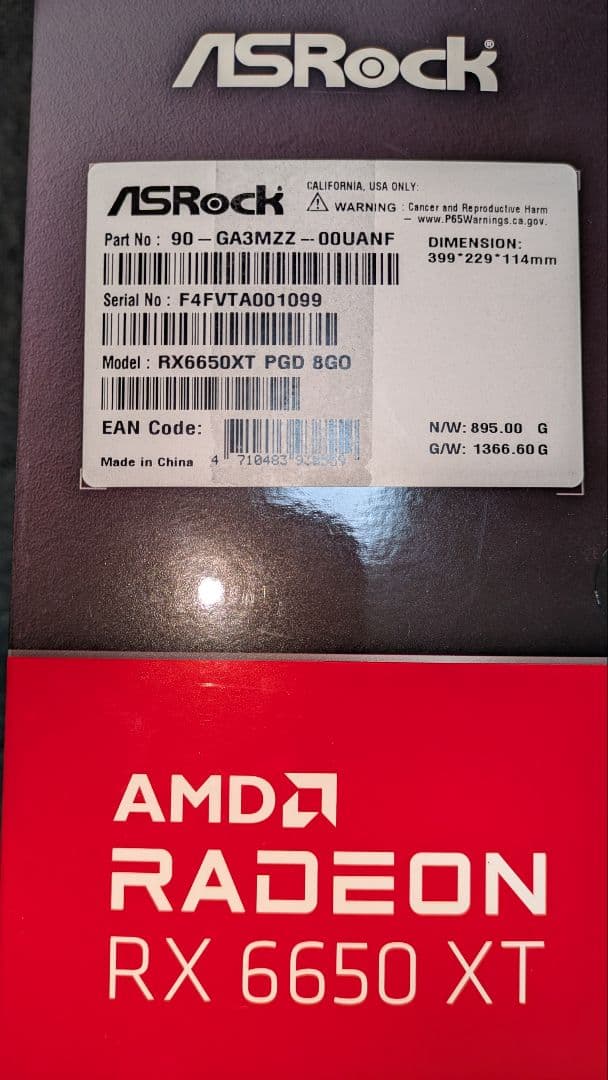 ASRock®
ASRock
CALIFORNIA, USA ONLY:
WARNING : Cancer and Reproductive Harm
– www.P65Warnings.ca.gov.
Part No : 90 – GA3MZZ – 00UANF
DIMENSION:
399*229*114mm
Serial No : F4FVTA001099
Model : RX6650XT PGD 8GO
EAN Code:
4 710483
N/W: 895.00 G
G/W: 1366.60 G
Made in China
AMD
RADEON
RX 6650 XT